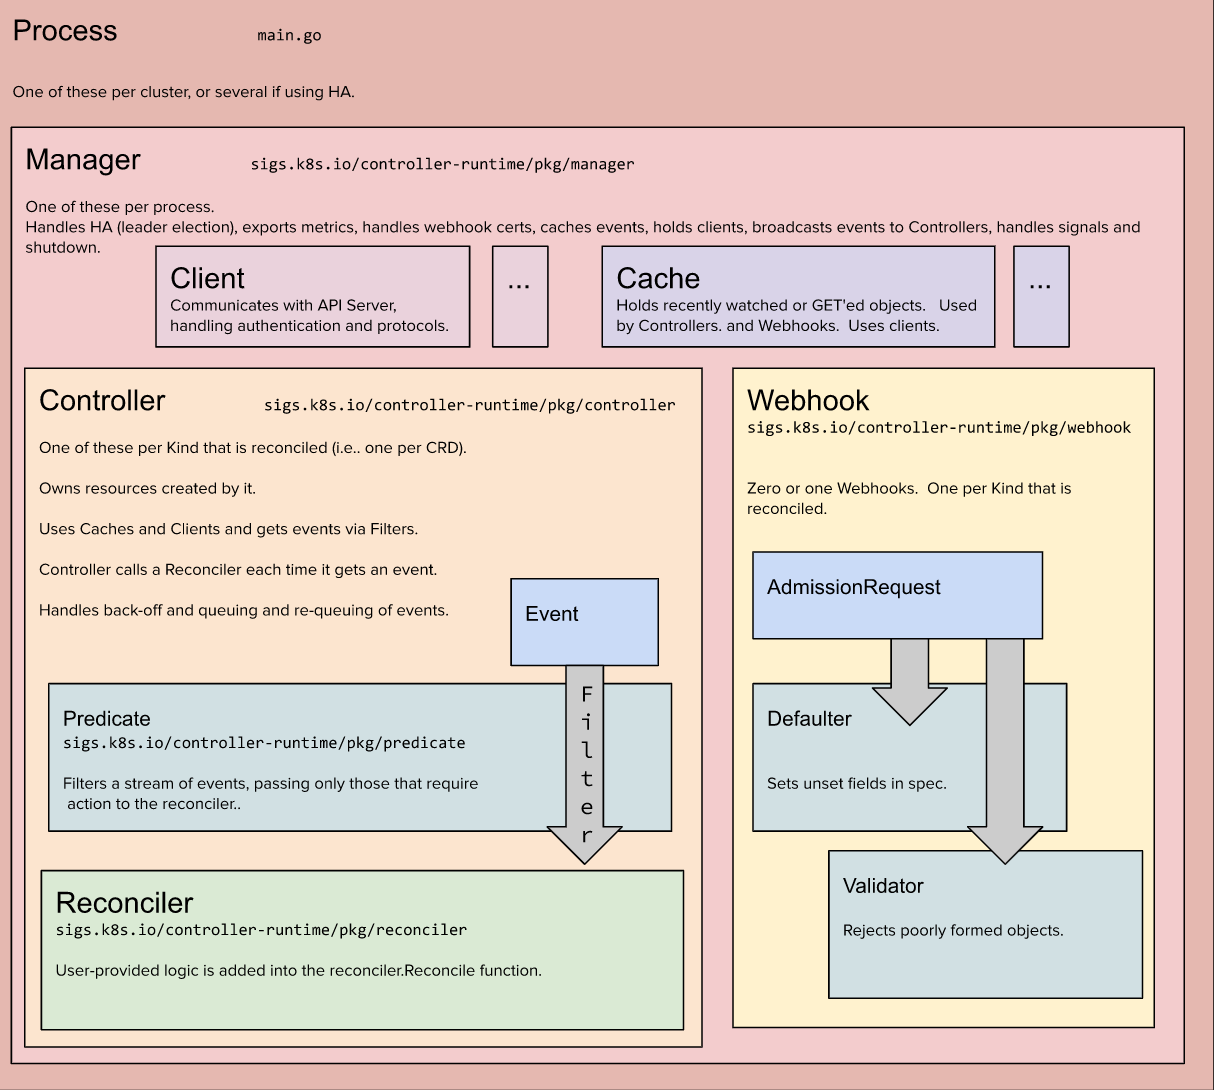 Process
main.go
One of these per cluster, or several if using HA.
Manager
sigs.k8s.io/controller-runtime/pkg/manager
One of these per process.
Handles HA (leader election), exports metrics, handles webhook certs, caches events, holds clients, broadcasts events to Controllers, handles signals and
shutdown.
Client
Communicates with API Server,
handling authentication and protocols.
...
Cache
Holds recently watched or GET'ed objects.   Used
by Controllers. and Webhooks.  Uses clients.
...
Controller
sigs.k8s.io/controller-runtime/pkg/controller
One of these per Kind that is reconciled (i.e.. one per CRD).
Owns resources created by it.
Uses Caches and Clients and gets events via Filters.
Controller calls a Reconciler each time it gets an event.
Handles back-off and queuing and re-queuing of events.
Event
Filter
Predicate
sigs.k8s.io/controller-runtime/pkg/predicate
Filters a stream of events, passing only those that require
action to the reconciler..
Reconciler
sigs.k8s.io/controller-runtime/pkg/reconciler
User-provided logic is added into the reconciler.Reconcile function.
Webhook
sigs.k8s.io/controller-runtime/pkg/webhook
Zero or one Webhooks.  One per Kind that is
reconciled.
AdmissionRequest
Defaulter
Sets unset fields in spec.
Validator
Rejects poorly formed objects.